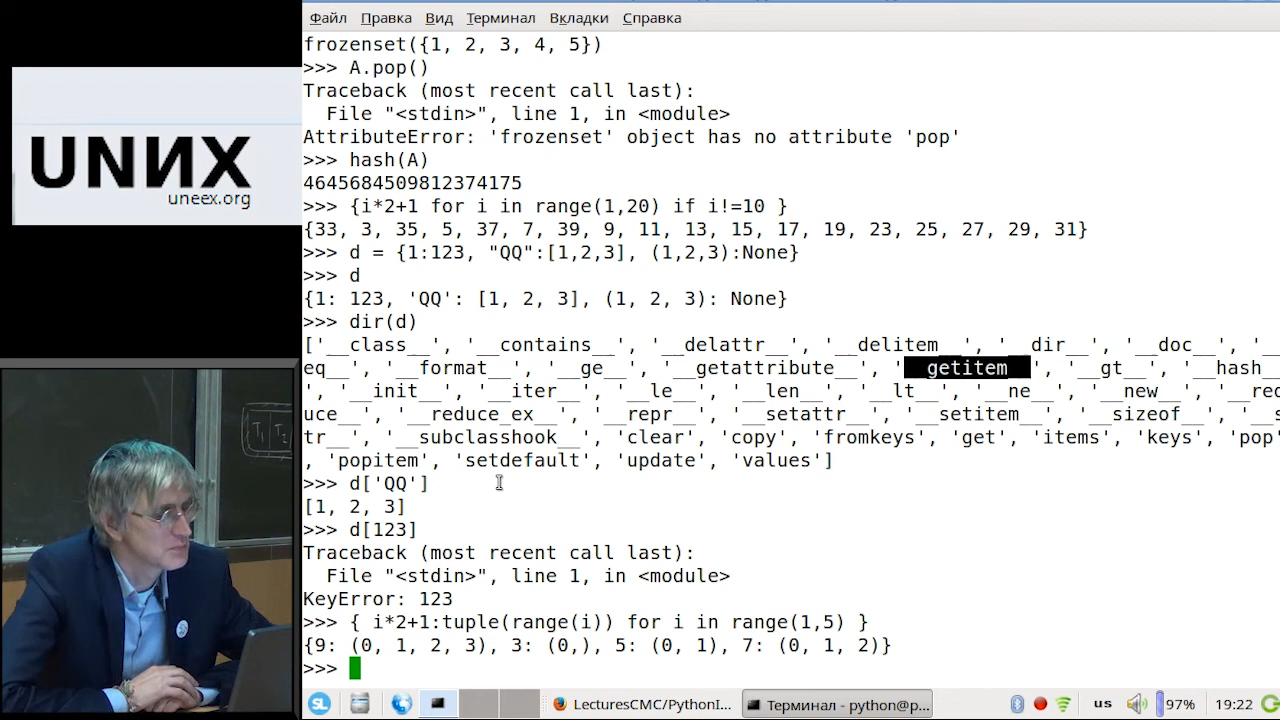 Файл Правка Вид Терминал Вкладки Справка
frozenset({1, 2, 3, 4, 5})
>>> A.pop()
Traceback (most recent call last):
  File "<stdin>", line 1, in <module>
AttributeError: 'frozenset' object has no attribute 'pop'
>>> hash(A)
4645684509812374175
>>> {i*2+1 for i in range(1,20) if i!=10 }
{33, 3, 35, 5, 37, 7, 39, 9, 11, 13, 15, 17, 19, 23, 25, 27, 29, 31}
>>> d = {1:123, "QQ":[1,2,3], (1,2,3):None}
>>> d
{1: 123, 'QQ': [1, 2, 3], (1, 2, 3): None}
>>> dir(d)
['__class__', '__contains__', '__delattr__', '__delitem__', '__dir__', '__doc__', '__
eq__', '__format__', '__ge__', '__getattribute__', '__getitem__', '__gt__', '__hash__
', '__init__', '__iter__', '__le__', '__len__', '__lt__', '__ne__', '__new__', '__red
uce__', '__reduce_ex__', '__repr__', '__setattr__', '__setitem__', '__sizeof__', '__s
tr__', '__subclasshook__', 'clear', 'copy', 'fromkeys', 'get', 'items', 'keys', 'pop'
, 'popitem', 'setdefault', 'update', 'values']
>>> d['QQ']
[1, 2, 3]
>>> d[123]
Traceback (most recent call last):
  File "<stdin>", line 1, in <module>
KeyError: 123
>>> { i*2+1:tuple(range(i)) for i in range(1,5) }
{9: (0, 1, 2, 3), 3: (0,), 5: (0, 1), 7: (0, 1, 2)}
>>>
UNИX
uneex.org
T1 T2
SL LecturesCMC/PythonI... Терминал - python@p... us 97% 19:22